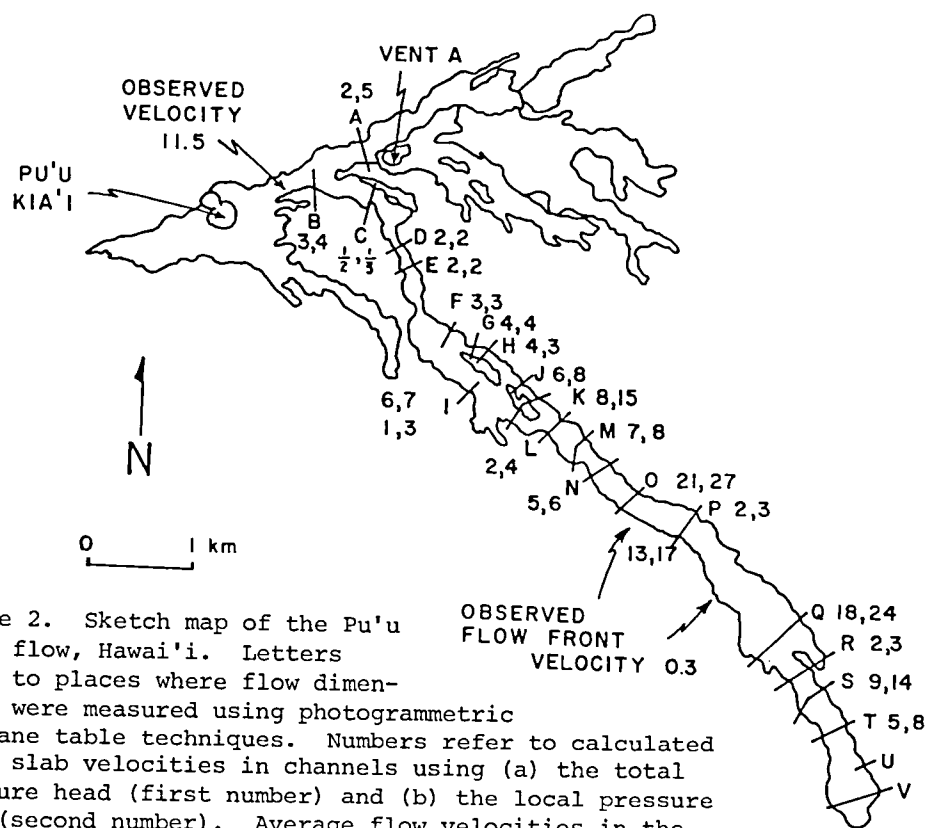 VENT A
OBSERVED
VELOCITY
11.5
2,5
A
PU'U
KIA'I
B
3,4
C
½,⅓
D 2,2
E 2,2
F 3,3
G 4,4
H 4,3
J 6,8
6,7
1,3
I
K 8,15
M 7,8
L
2,4
N
5,6
O 21,27
P 2,3
13,17
N
0 1 km
OBSERVED
FLOW FRONT
VELOCITY 0.3
Q 18,24
R 2,3
S 9,14
T 5,8
U
V
e 2. Sketch map of the Pu'u
flow, Hawai'i. Letters
to places where flow dimen-
were measured using photogrammetric
ane table techniques. Numbers refer to calculated
slab velocities in channels using (a) the total
ure head (first number) and (b) the local pressure
(second number). Average flow velocities in the